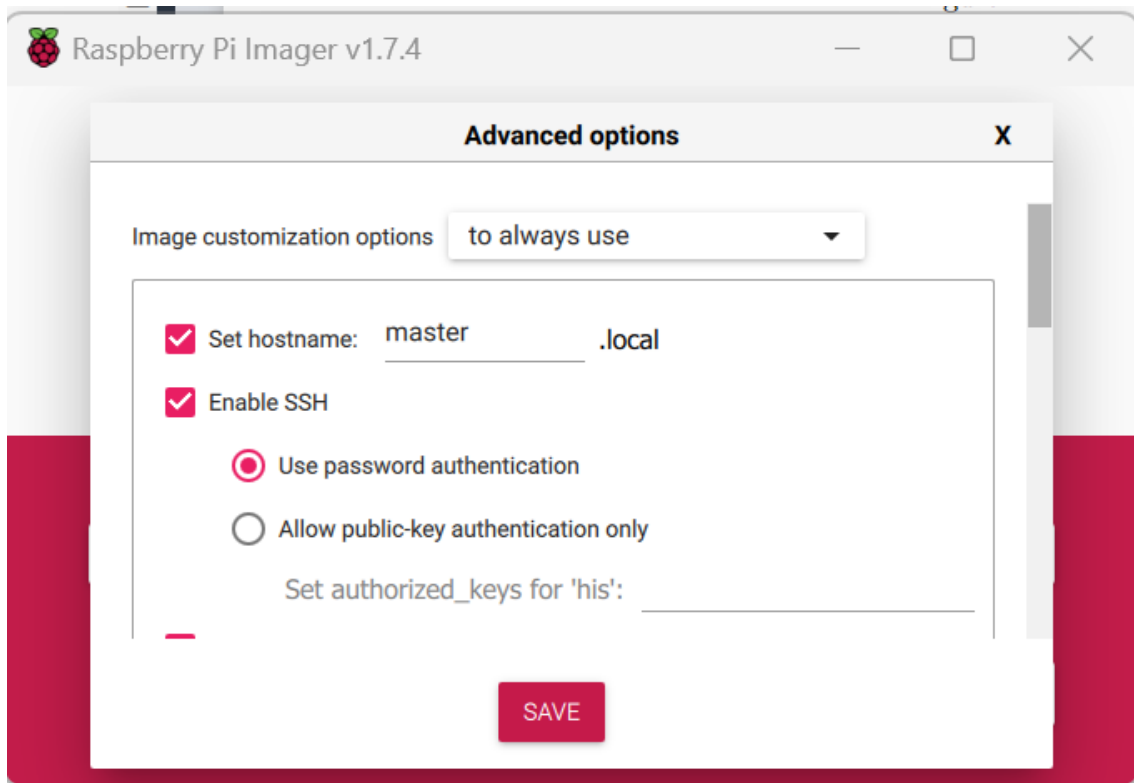 Raspberry Pi Imager v1.7.4
Advanced options X
Image customization options to always use
Set hostname: master .local
Enable SSH
Use password authentication
Allow public-key authentication only
Set authorized_keys for 'his':
SAVE